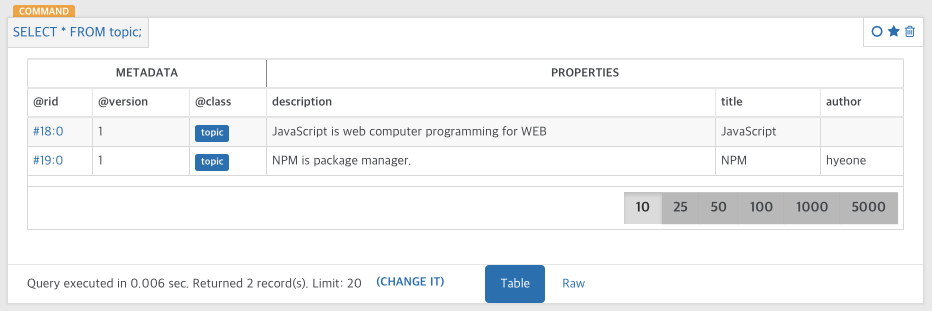 COMMAND
SELECT * FROM topic;
METADATA PROPERTIES
@rid @version @class description title author
#18:0 1 topic JavaScript is web computer programming for WEB JavaScript
#19:0 1 topic NPM is package manager. NPM hyeone
10 25 50 100 1000 5000
Query executed in 0.006 sec. Returned 2 record(s). Limit: 20 (CHANGE IT) Table Raw